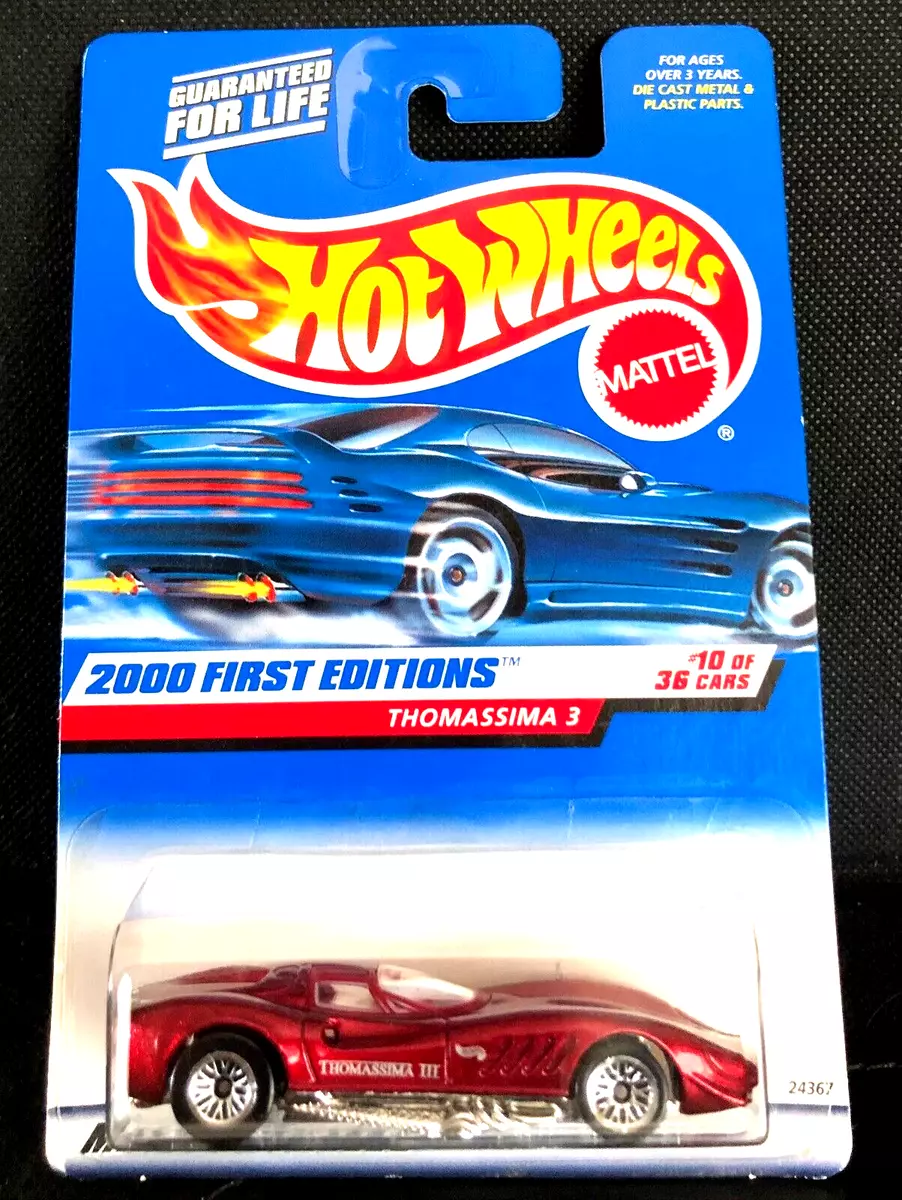 GUARANTEED
FOR LIFE
FOR AGES
OVER 3 YEARS.
DIE CAST METAL &
PLASTIC PARTS.
HOT WHEELS
MATTEL
®
2000 FIRST EDITIONS™
#10 OF
36 CARS
THOMASSIMA 3
THOMASSIMA III
24367